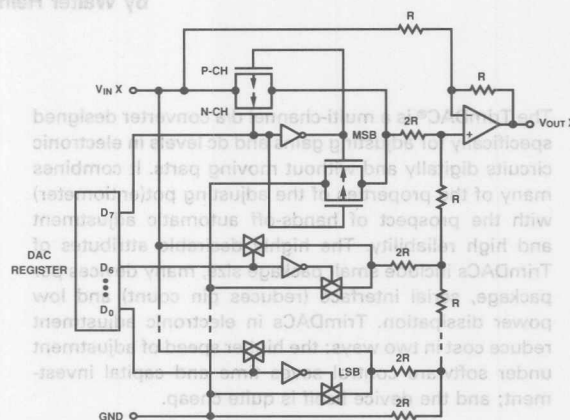 by Walter
R
P-CH
R
VIN X
N-CH
MSB
2R
VOUT X
The TrimDAC® is a multi-channel d/a converter designed
specifically for adjusting gains and dc levels in electronic
circuits digitally and without moving parts. It combines
many of the properties of the adjusting pot(entiometer)
with the prospect of hands-off automatic adjustment
and high reliability. The highly desirable attributes of
TrimDACs include small package size, many devices per
package, serial interface (reduces pin count) and low
power dissipation. TrimDACs in electronic adjustment
reduce cost in two ways: the higher speed of adjustment
under software control saves time and capital invest-
ment; and the device itself is quite cheap.
R
D7
2R
DAC
REGISTER
D6
R
D0
2R
LSB
GND
2R